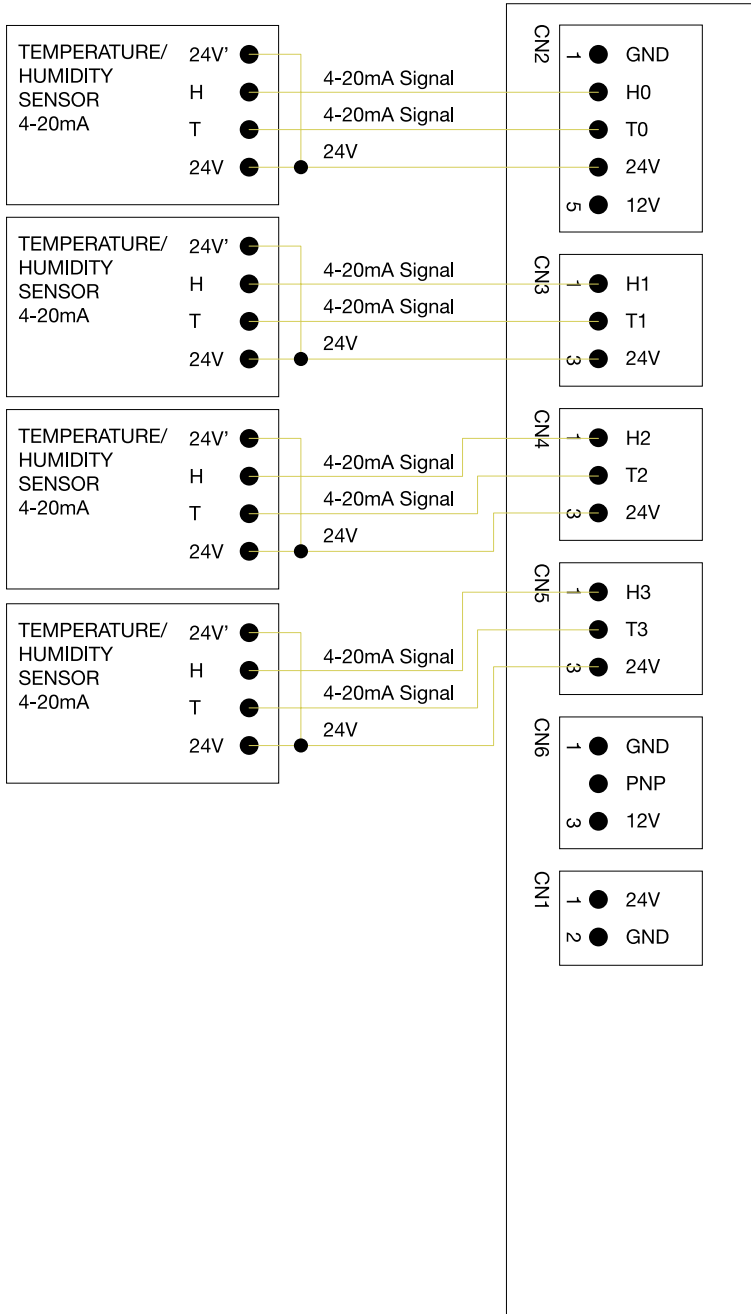 TEMPERATURE/
HUMIDITY
SENSOR
4-20mA
24V’
H
T
24V
4-20mA Signal
4-20mA Signal
24V
CN2
1
5
GND
H0
T0
24V
12V
TEMPERATURE/
HUMIDITY
SENSOR
4-20mA
24V’
H
T
24V
4-20mA Signal
4-20mA Signal
24V
CN3
1
3
H1
T1
24V
TEMPERATURE/
HUMIDITY
SENSOR
4-20mA
24V’
H
T
24V
4-20mA Signal
4-20mA Signal
24V
CN4
1
3
H2
T2
24V
TEMPERATURE/
HUMIDITY
SENSOR
4-20mA
24V’
H
T
24V
4-20mA Signal
4-20mA Signal
24V
CN5
1
3
H3
T3
24V
CN6
1
3
GND
PNP
12V
CN1
1
2
24V
GND